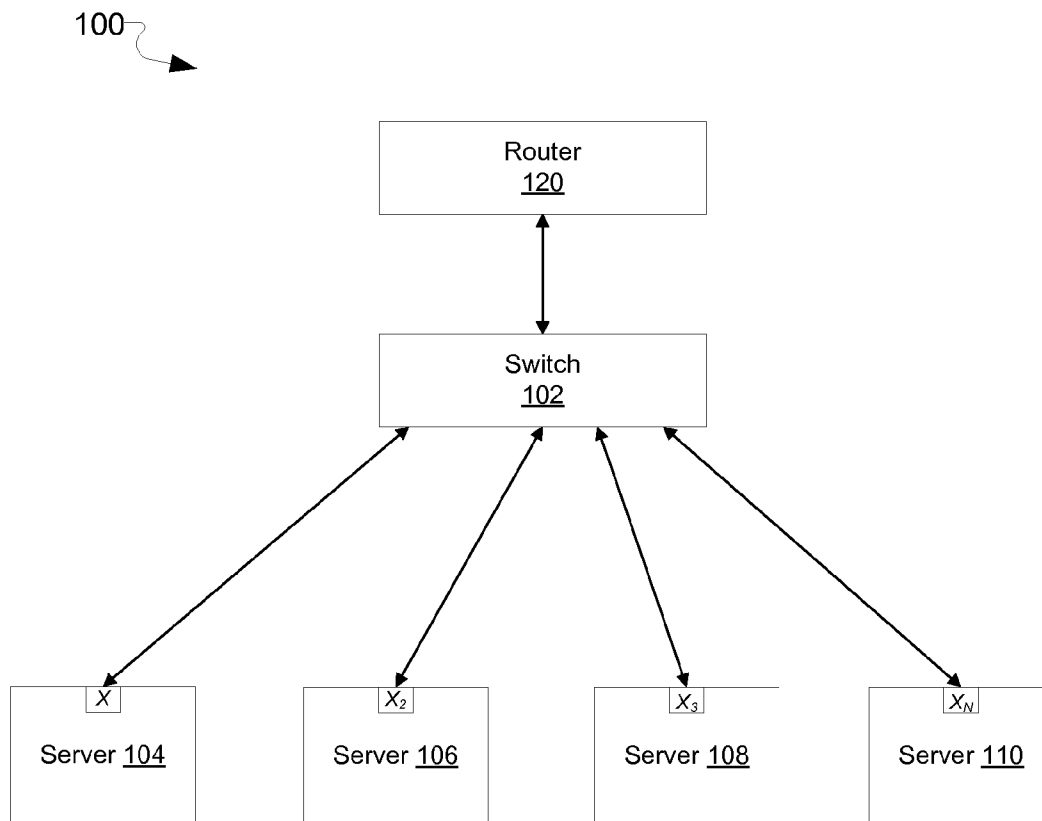 100
Router
120
Switch
102
X
X2
X3
XN
Server 104
Server 106
Server 108
Server 110